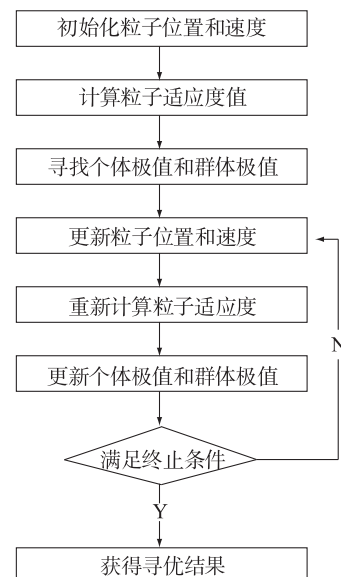 初始化粒子位置和速度
计算粒子适应度值
寻找个体极值和群体极值
更新粒子位置和速度
重新计算粒子适应度
N
更新个体极值和群体极值
满足终止条件
Y
获得寻优结果